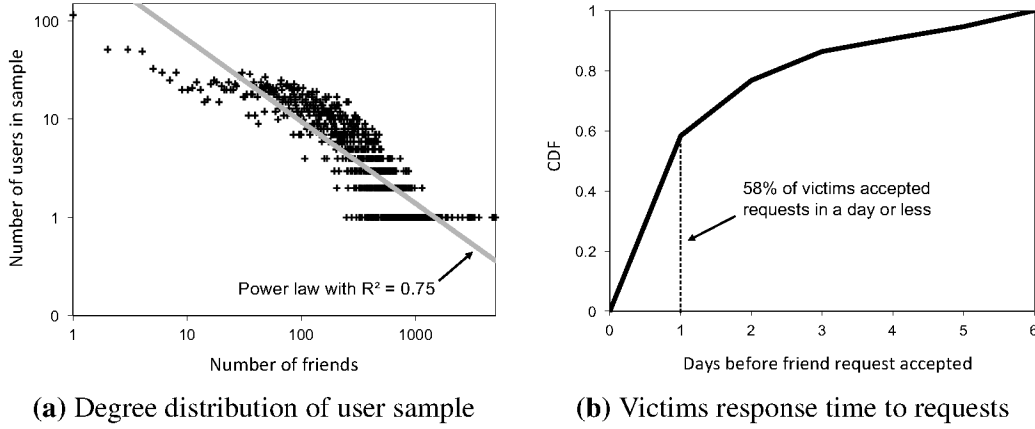 100
10
1
0
1
10
100
1000
Number of users in sample
Number of friends
Power law with R² = 0.75
(a) Degree distribution of user sample
1
0.8
0.6
0.4
0.2
0
0
1
2
3
4
5
6
CDF
58% of victims accepted
requests in a day or less
Days before friend request accepted
(b) Victims response time to requests